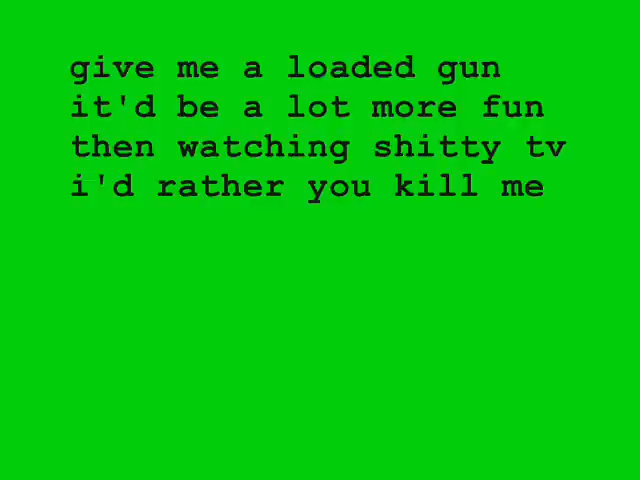 give me a loaded gun
it'd be a lot more fun
then watching shitty tv
i'd rather you kill me